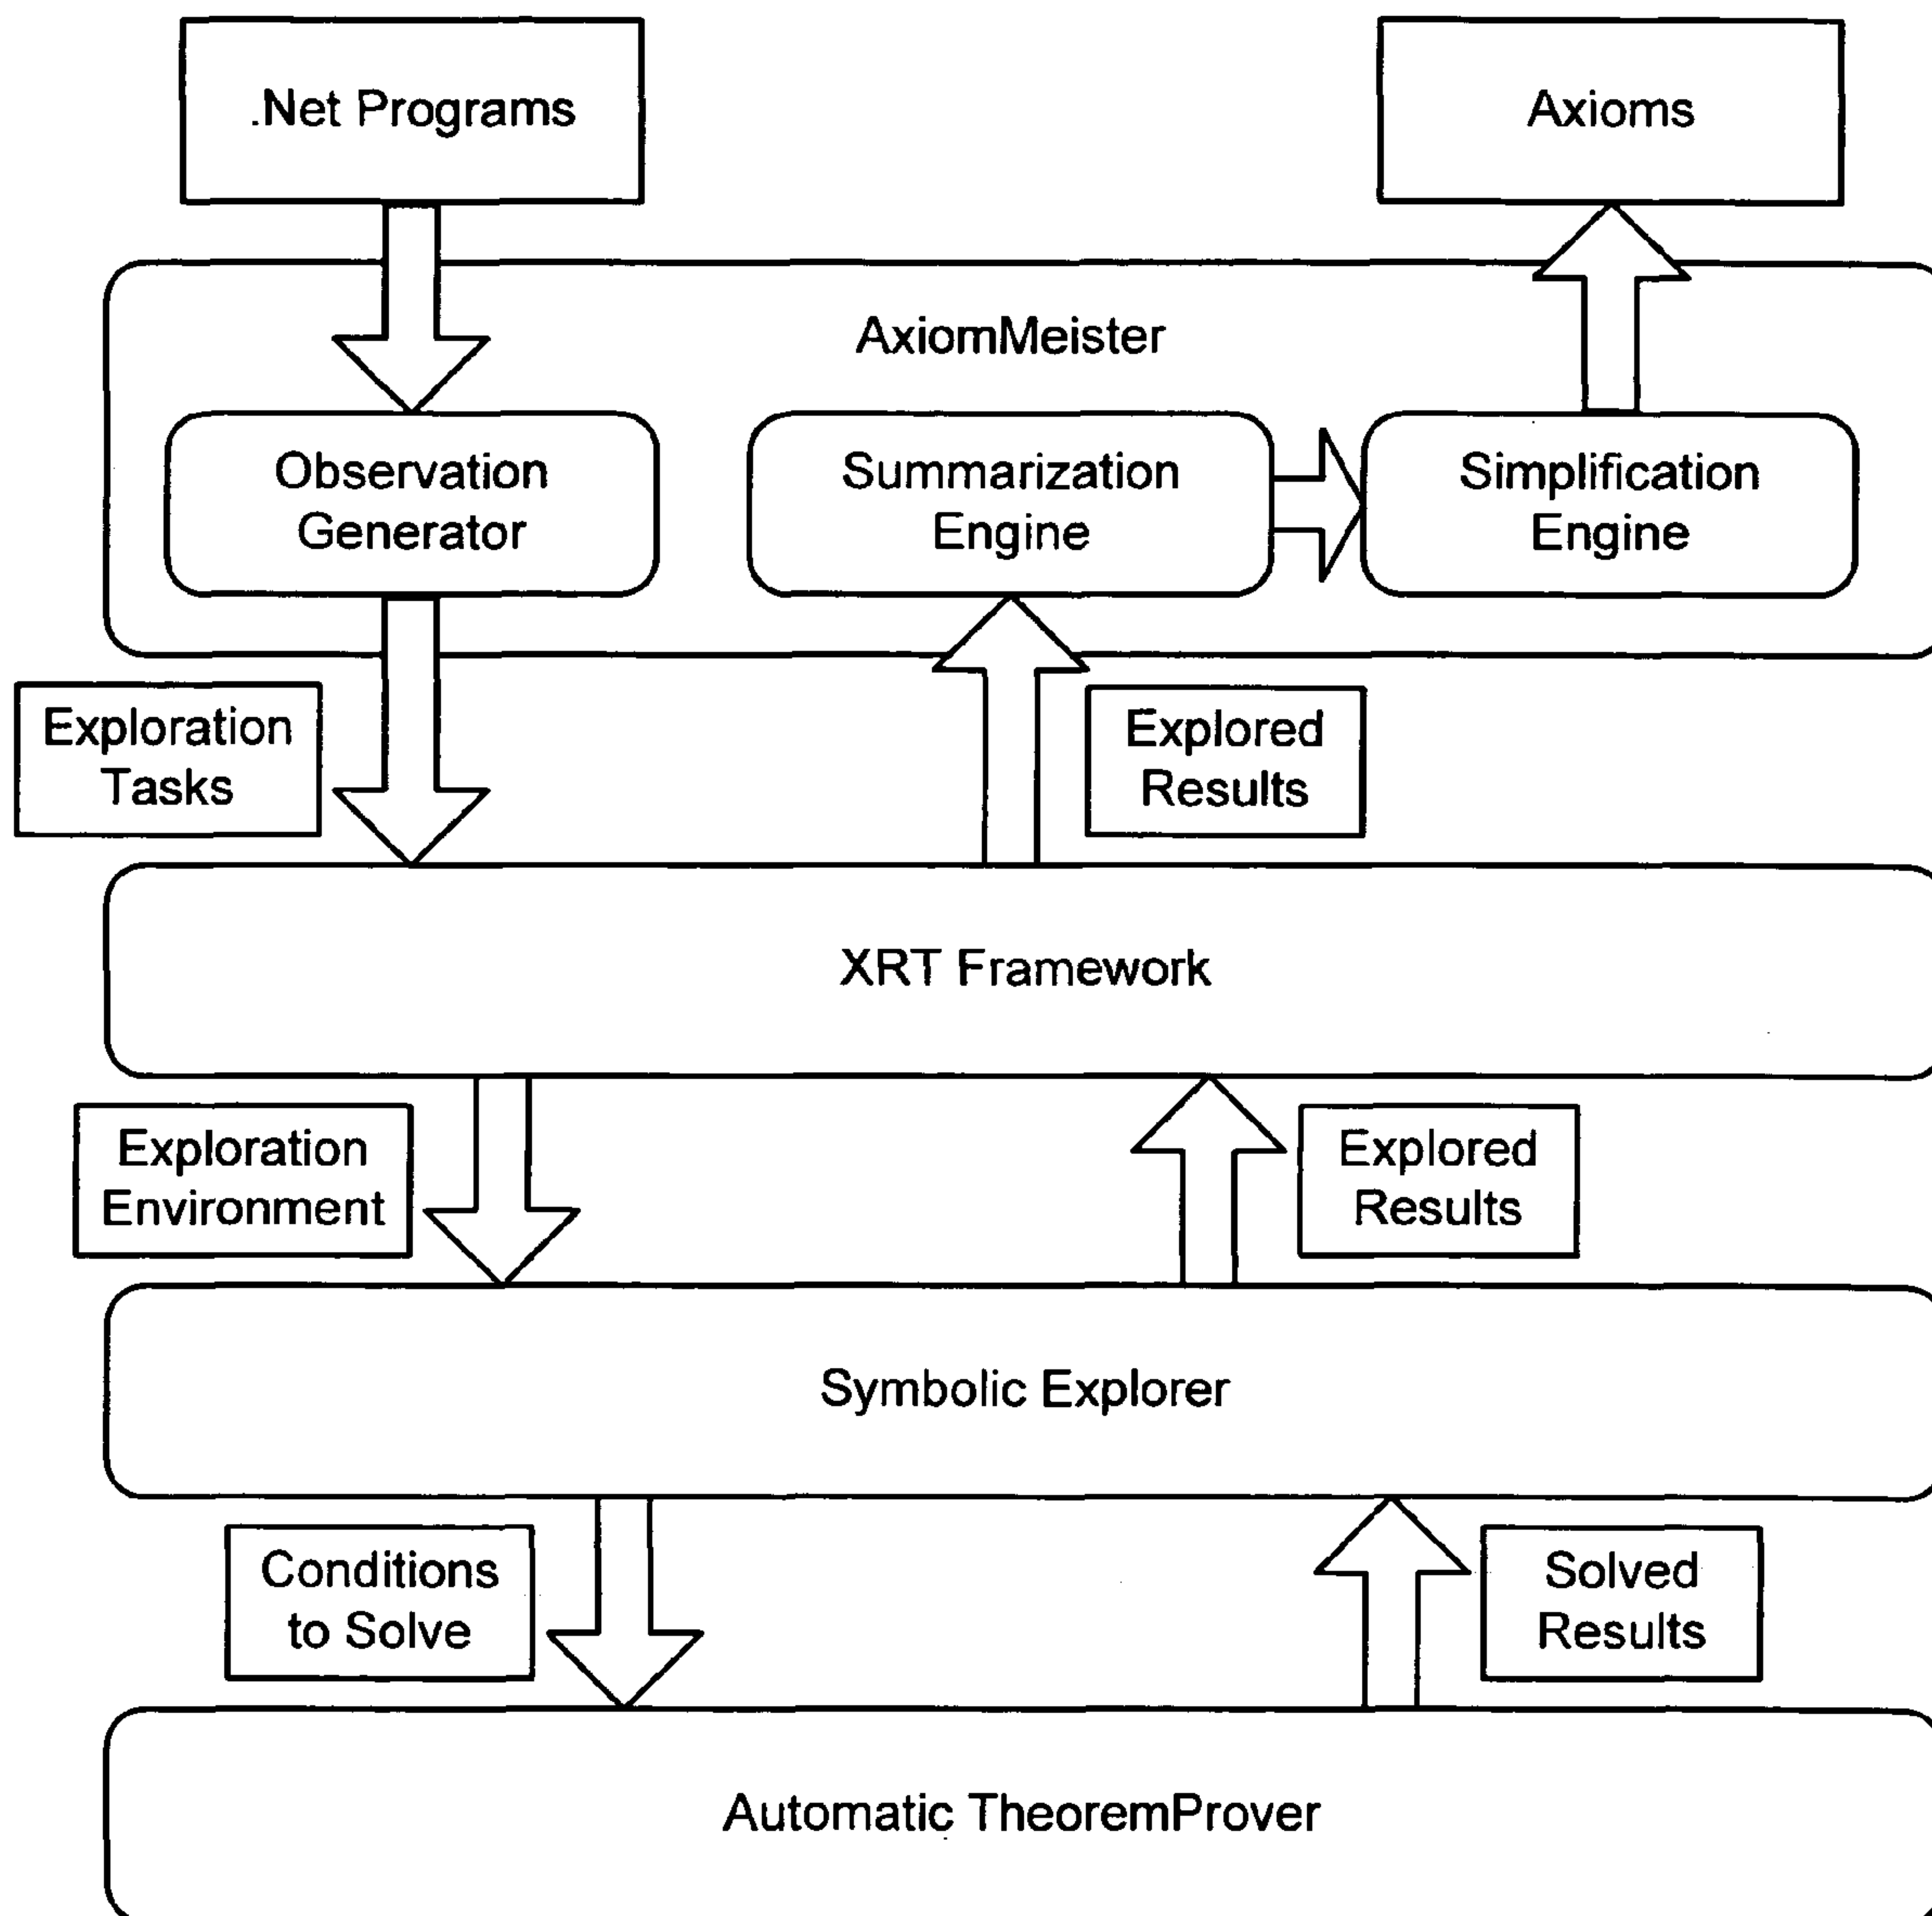 .Net Programs
Axioms
AxiomMeister
Observation
Generator
Summarization
Engine
Simplification
Engine
Exploration
Tasks
Explored
Results
XRT Framework
Exploration
Environment
Explored
Results
Symbolic Explorer
Conditions
to Solve
Solved
Results
Automatic TheoremProver